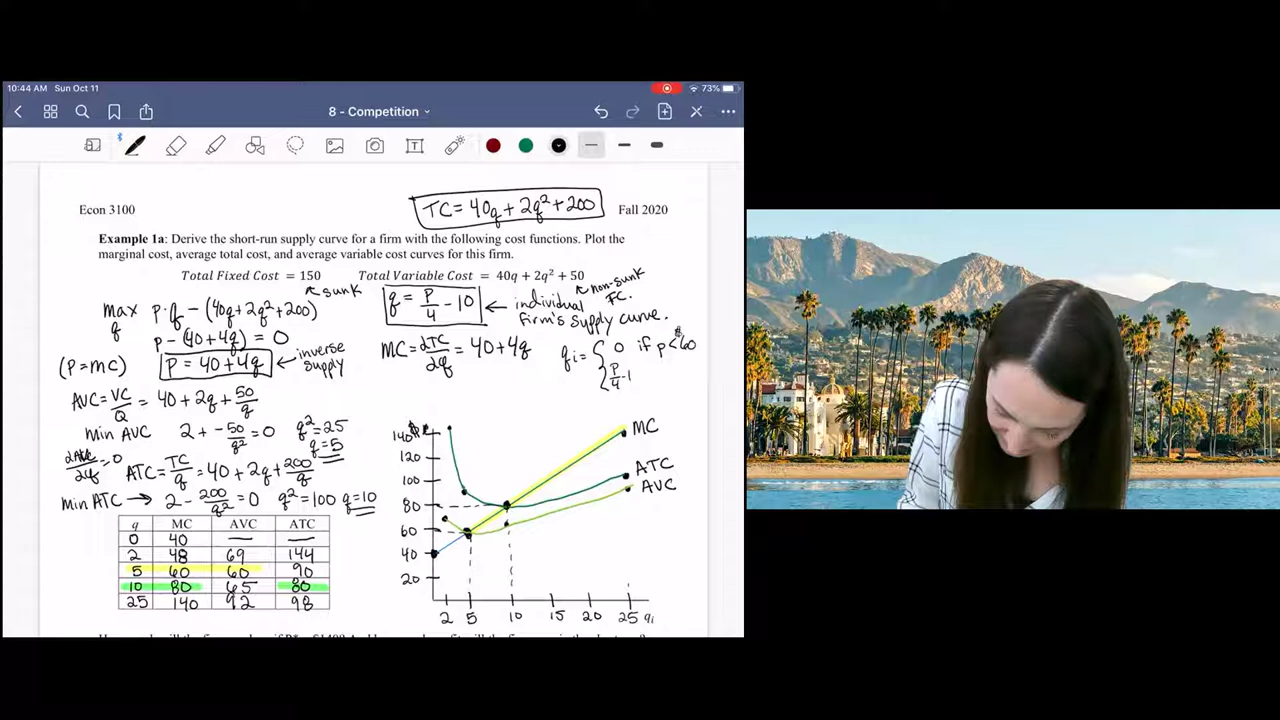 10:44 AM Sun Oct 11
73%
8 - Competition
Econ 3100
TC = 40q + 2q² + 200
Fall 2020
Example 1a: Derive the short-run supply curve for a firm with the following cost functions. Plot the
marginal cost, average total cost, and average variable cost curves for this firm.
Total Fixed Cost = 150 Total Variable Cost = 40q + 2q² + 50
sunk
non-sunk FC.
max q p·q - (40q + 2q² + 200)
P - (40 + 4q) = 0
(P = MC) P = 40 + 4q ← inverse supply
q = P/4 - 10 ← individual firm's supply curve.
MC = ∂TC/∂q = 40 + 4q
qi = { 0 if p < $60
P/4 - 1
AVC = VC/Q = 40 + 2q + 50/q
min AVC 2 + -50/q² = 0 q² = 25
q = 5
∂AVC/∂q = 0
ATC = TC/q = 40 + 2q + 200/q
min ATC → 2 - 200/q² = 0 q² = 100 q = 10
q MC AVC ATC
0 40 — —
2 48 69 144
5 60 60 90
10 80 65 80
25 140 92 98
MC
ATC
AVC
140
120
100
80
60
40
20
2 5 10 15 20 25 qi